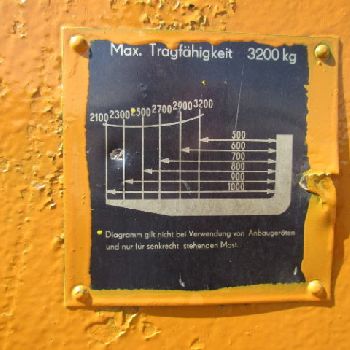 Max. Tragfähigkeit 3200 kg
2100 2300 2500 2700 2900 3200
500
600
700
800
900
1000
Diagramm gilt nicht bei Verwendung von Anbaugeräten
und nur für senkrecht stehenden Mast.